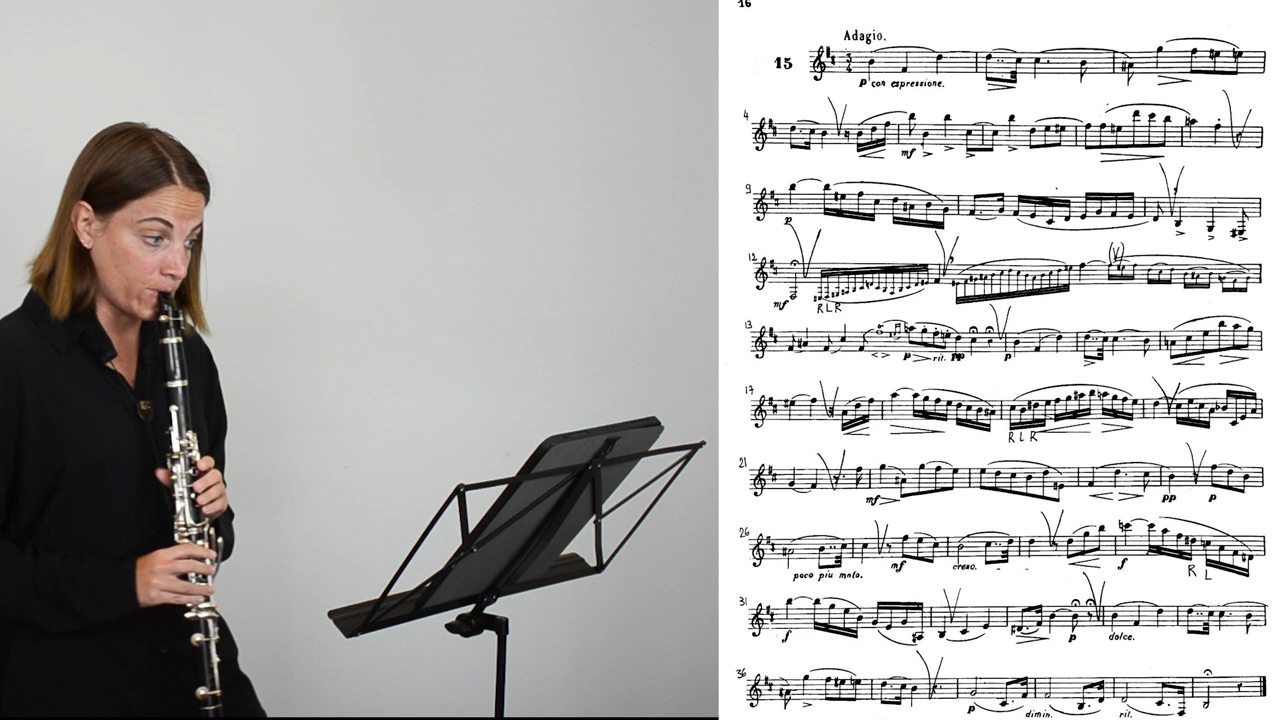 16
Adagio.
15
p con espressione.
4
mf
9
p
(V)
12
mf
R L R
13
p rit. pp p
17
R L R
21
mf pp p
26
poco più moto. mf cresc. f
R L
31
f p dolce.
36
p dimin. rit.